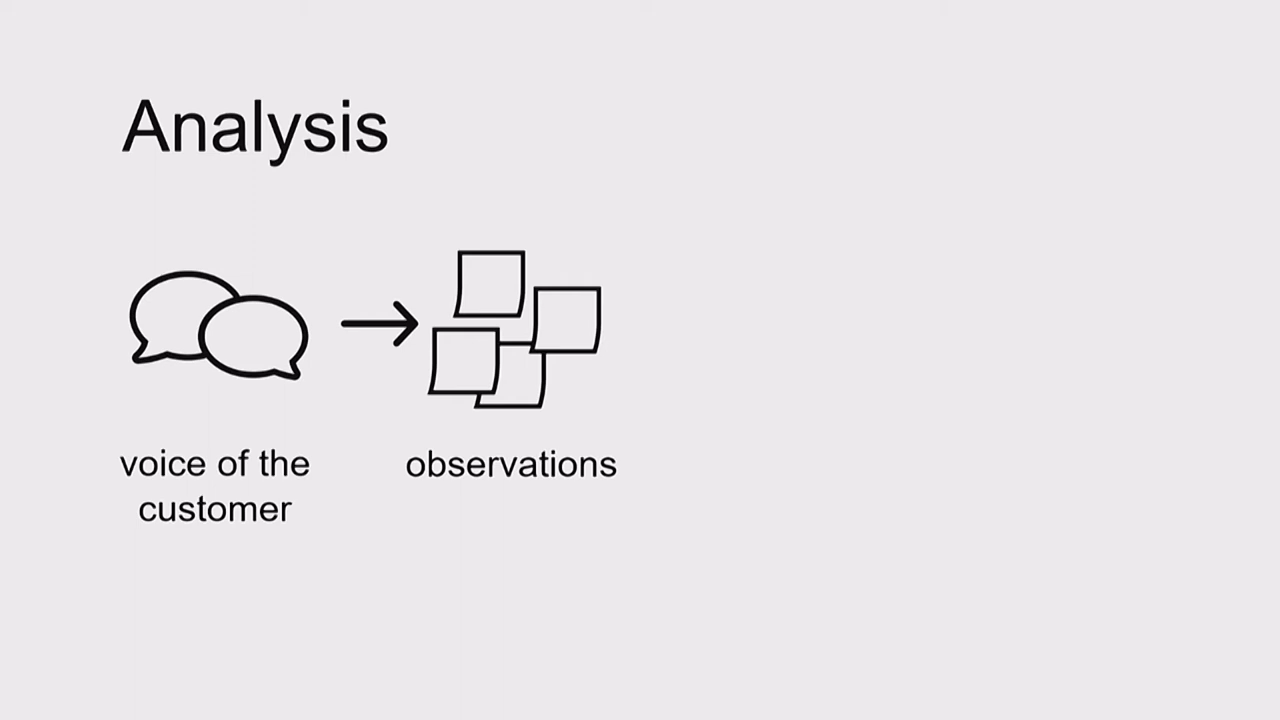 Analysis
voice of the
customer
observations